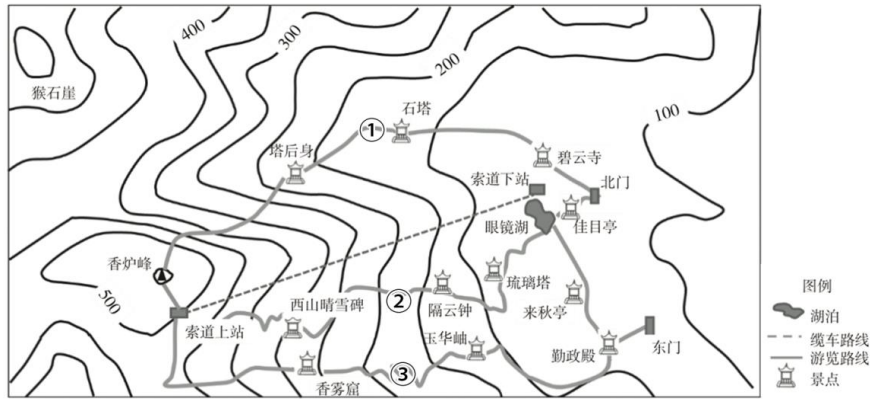 400
300
200
100
猴石崖
石塔
①
塔后身
碧云寺
索道下站
北门
眼镜湖
佳目亭
香炉峰
500
琉璃塔
西山晴雪碑
②
隔云钟
来秋亭
索道上站
玉华岫
勤政殿
东门
③
香雾窟
图例
湖泊
缆车路线
游览路线
景点